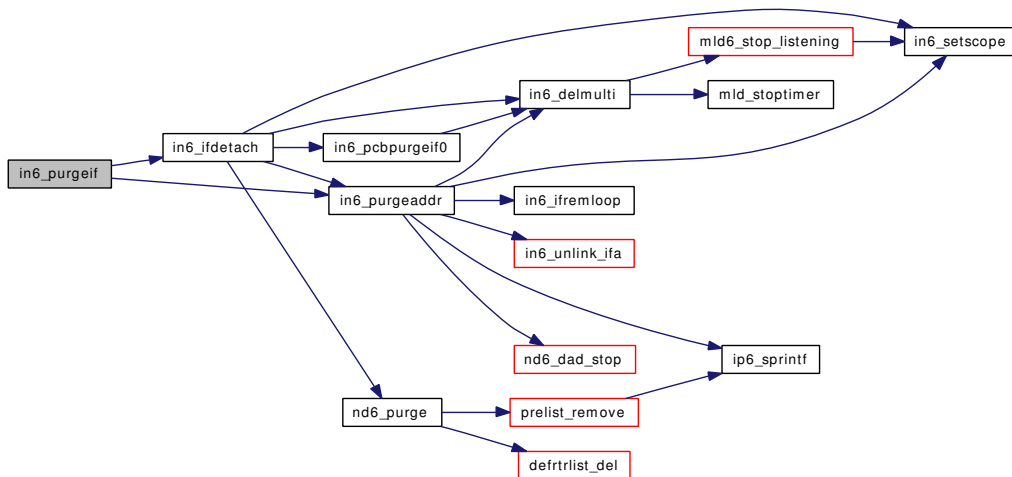 mld6_stop_listening
in6_setscope
in6_delmulti
mld_stoptimer
in6_ifdetach
in6_pcbpurgeif0
in6_purgeif
in6_purgeaddr
in6_ifremloop
in6_unlink_ifa
nd6_dad_stop
ip6_sprintf
nd6_purge
prelist_remove
defrtrlist_del